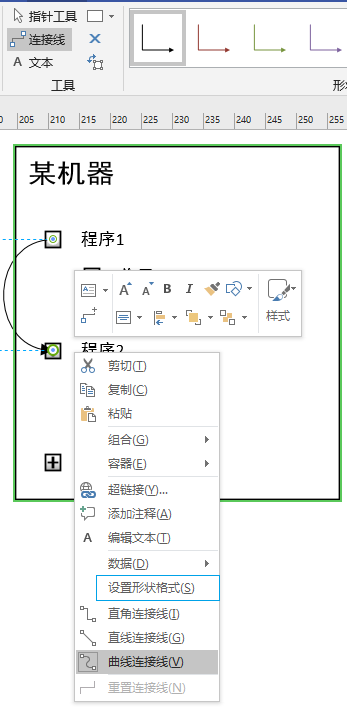 指针工具
连接线
A 文本
工具
形
205 210 215 220 225 230 235 240 245 250 255
某机器
程序1
A A B I
样式
程序2
剪切(T)
复制(C)
粘贴
组合(G)
容器(E)
超链接(Y)...
添加注释(A)
A 编辑文本(T)
数据(D)
设置形状格式(S)
直角连接线(I)
直线连接线(G)
曲线连接线(V)
重置连接线(N)